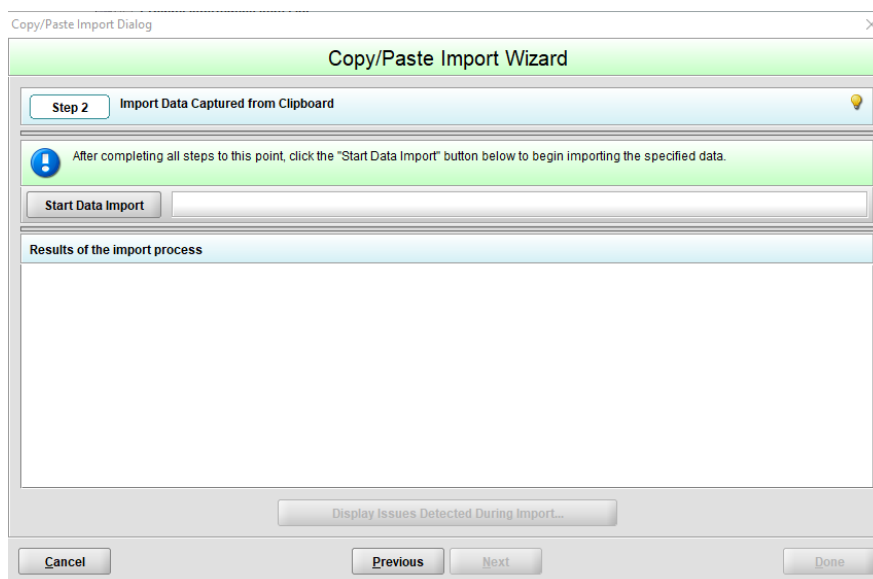 Copy/Paste Import Dialog
Copy/Paste Import Wizard
Step 2
Import Data Captured from Clipboard
After completing all steps to this point, click the "Start Data Import" button below to begin importing the specified data.
Start Data Import
Results of the import process
Display Issues Detected During Import...
Cancel
Previous
Next
Done